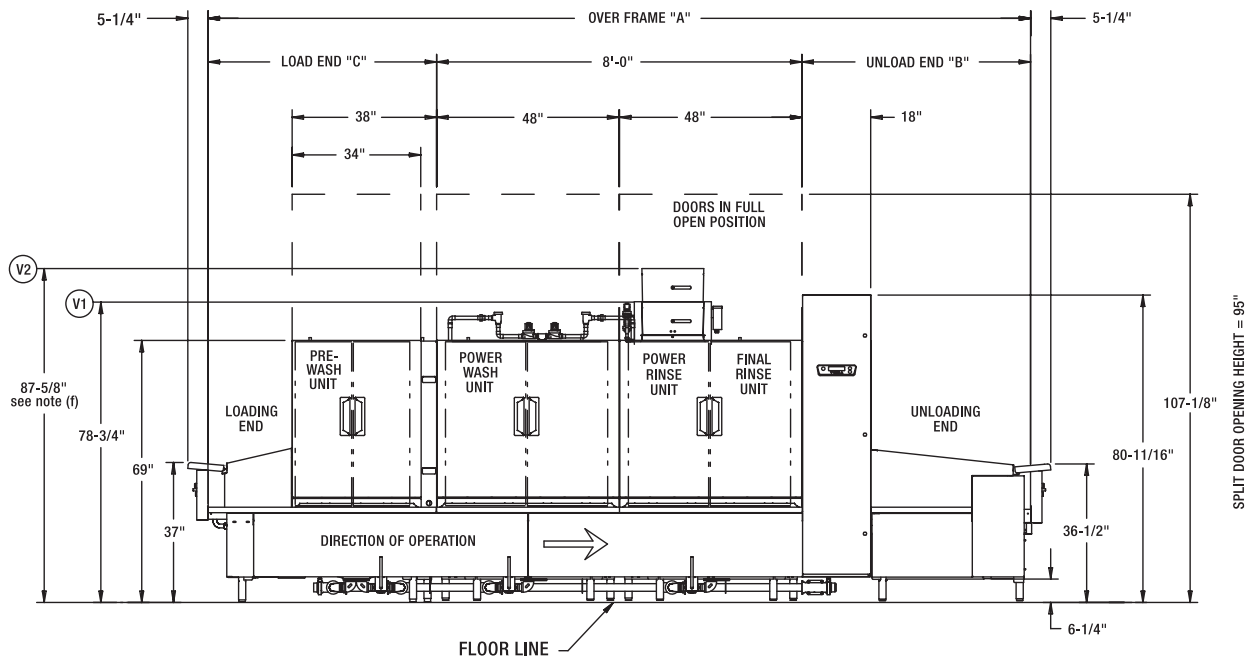 5-1/4"
OVER FRAME "A"
5-1/4"
LOAD END "C"
8'-0"
UNLOAD END "B"
38"
48"
48"
18"
34"
DOORS IN FULL
OPEN POSITION
V2
V1
PRE-
WASH
UNIT
POWER
WASH
UNIT
POWER
RINSE
UNIT
FINAL
RINSE
UNIT
87-5/8"
see note (f)
78-3/4"
69"
37"
LOADING
END
UNLOADING
END
107-1/8"
80-11/16"
36-1/2"
6-1/4"
SPLIT DOOR OPENING HEIGHT = 95"
DIRECTION OF OPERATION
FLOOR LINE